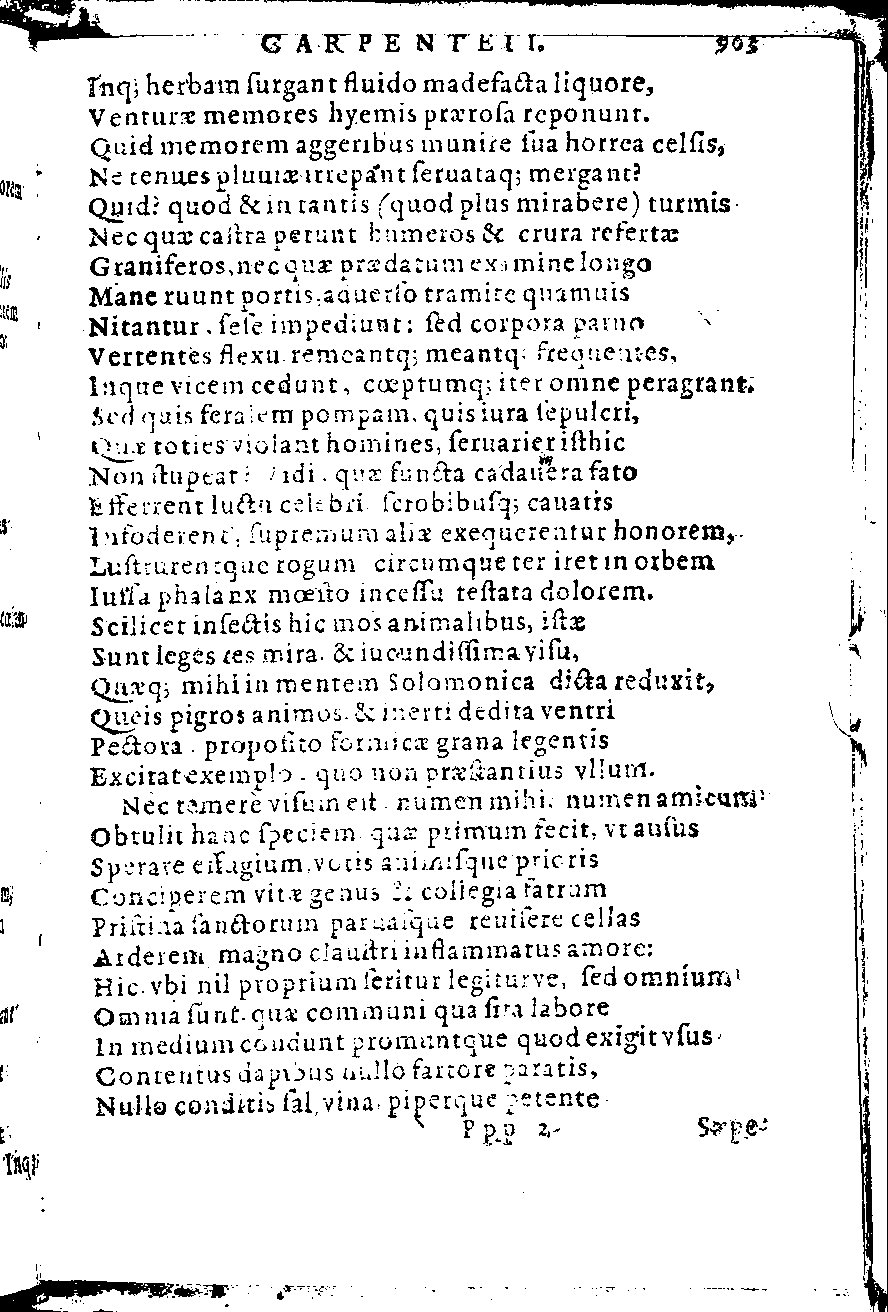 GARPENTEII. 903
Inq; herbam ſurgant fluido madefacta liquore,
Venturæ memores hyemis præroſa reponunt.
Quid memorem aggeribus munire ſua horrea celſis,
Ne tenues pluuiæ irrepant ſeruataq; mergant?
Quid? quod & in tantis (quod plus mirabere) turmis
Nec quæ caſtra petunt humeros & crura refertæ
Graniferos, nec quæ prædatum examine longo
Mane ruunt portis, aduerſo tramite quamuis
Nitantur, ſeſe impediunt: ſed corpora paruo
Vertentes flexu remeantq; meantq; frequentes,
Inque vicem cedunt, cœptumq; iter omne peragrant.
Sed quis feralem pompam, quis iura ſepulcri,
Quæ toties violant homines, ſeruarier iſthic
Non ſtupeat? Vidi, quæ functa cadauera fato
Efferrent luctu celebri ſcrobibuſq; cauatis
Infoderent, ſupremum aliæ exequerentur honorem,
Luſtrarentque rogum circumque ter iret in orbem
Iuſſa phalanx mœſto inceſſu teſtata dolorem.
Scilicet inſectis hic mos animalibus, iſtæ
Sunt leges res mira, & iucundiſſima viſu,
Quæq; mihi in mentem Solomonica dicta reduxit,
Queis pigros animos, & inerti dedita ventri
Pectora, propoſito formicæ grana legentis
Excitat exemplo, quo non præſtantius vllum.
Nec temere viſum eſt, numen mihi, numen amicum
Obtulit hanc ſpeciem quæ primum fecit, vt auſus
Sperare effugium, votis animiſque prioris
Conciperem vitæ genus & collegia fatrum
Priſtina ſanctorum paruaſque reuiſere cellas
Arderem magno clauſtri inflammatus amore:
Hic, vbi nil proprium ſeritur legiturve, ſed omnium
Omnia ſunt, quæ communi quæſita labore
In medium condunt promuntque quod exigit vſus
Contentus dapibus nullo fartore paratis,
Nullo conditis ſal, vina, piperque petente
Ppp 2 Sæpe